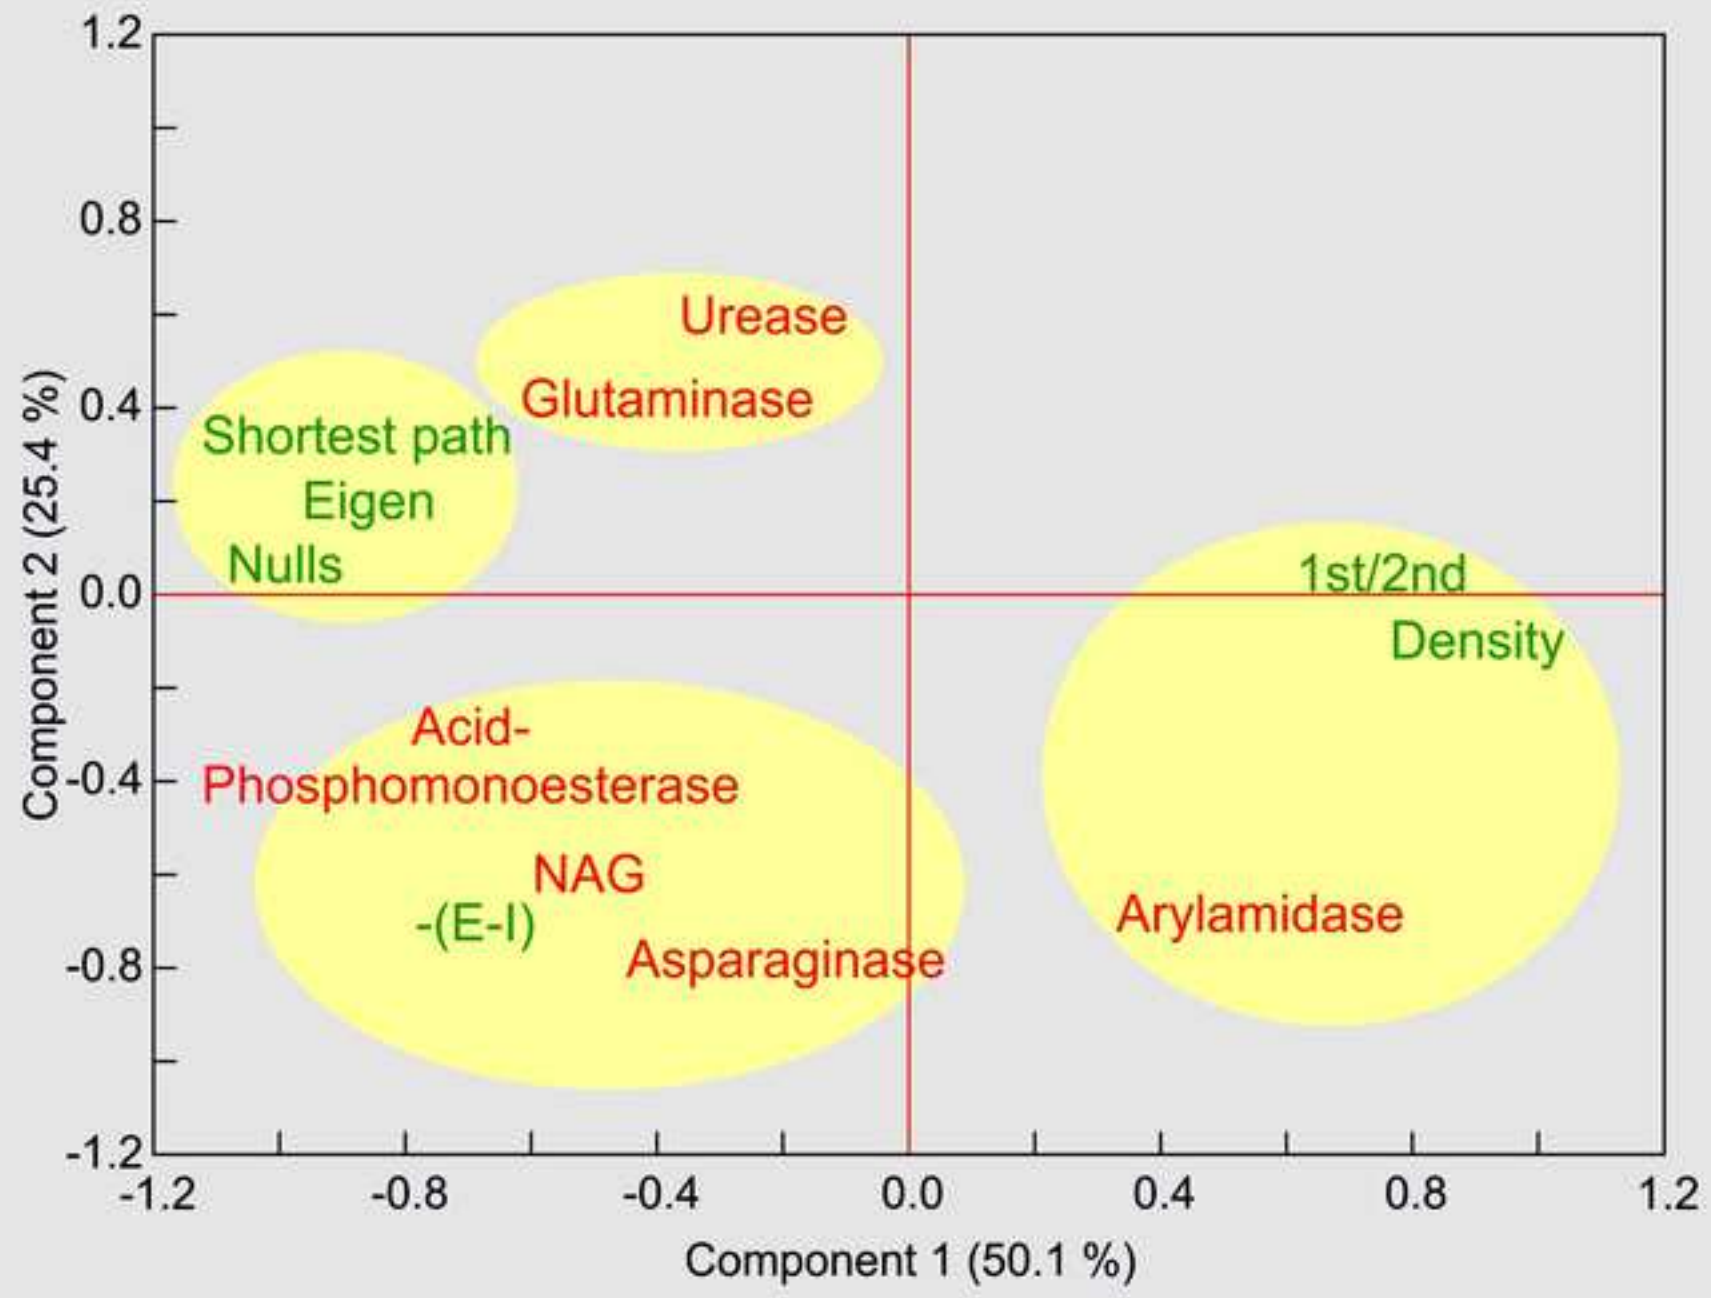 1.2
0.8
0.4
0.0
-0.4
-0.8
-1.2
Component 2 (25.4 %)
Urease
Glutaminase
Shortest path
Eigen
Nulls
1st/2nd
Density
Acid-
Phosphomonoesterase
NAG
-(E-I)
Asparaginase
Arylamidase
-1.2 -0.8 -0.4 0.0 0.4 0.8 1.2
Component 1 (50.1 %)